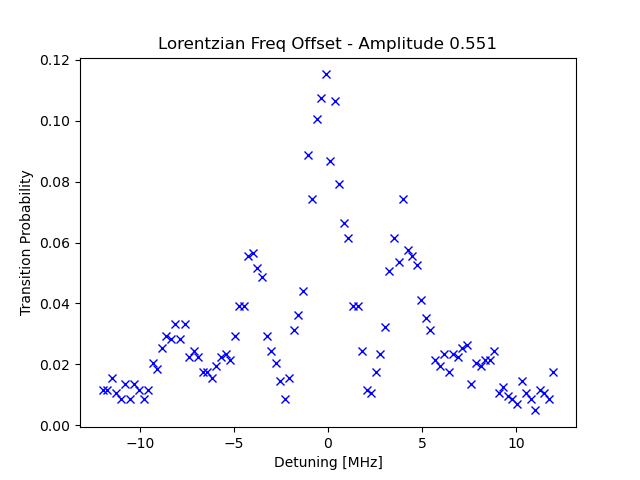 Lorentzian Freq Offset - Amplitude 0.551
0.12
0.10
0.08
0.06
0.04
0.02
0.00
Transition Probability
−10 −5 0 5 10
Detuning [MHz]